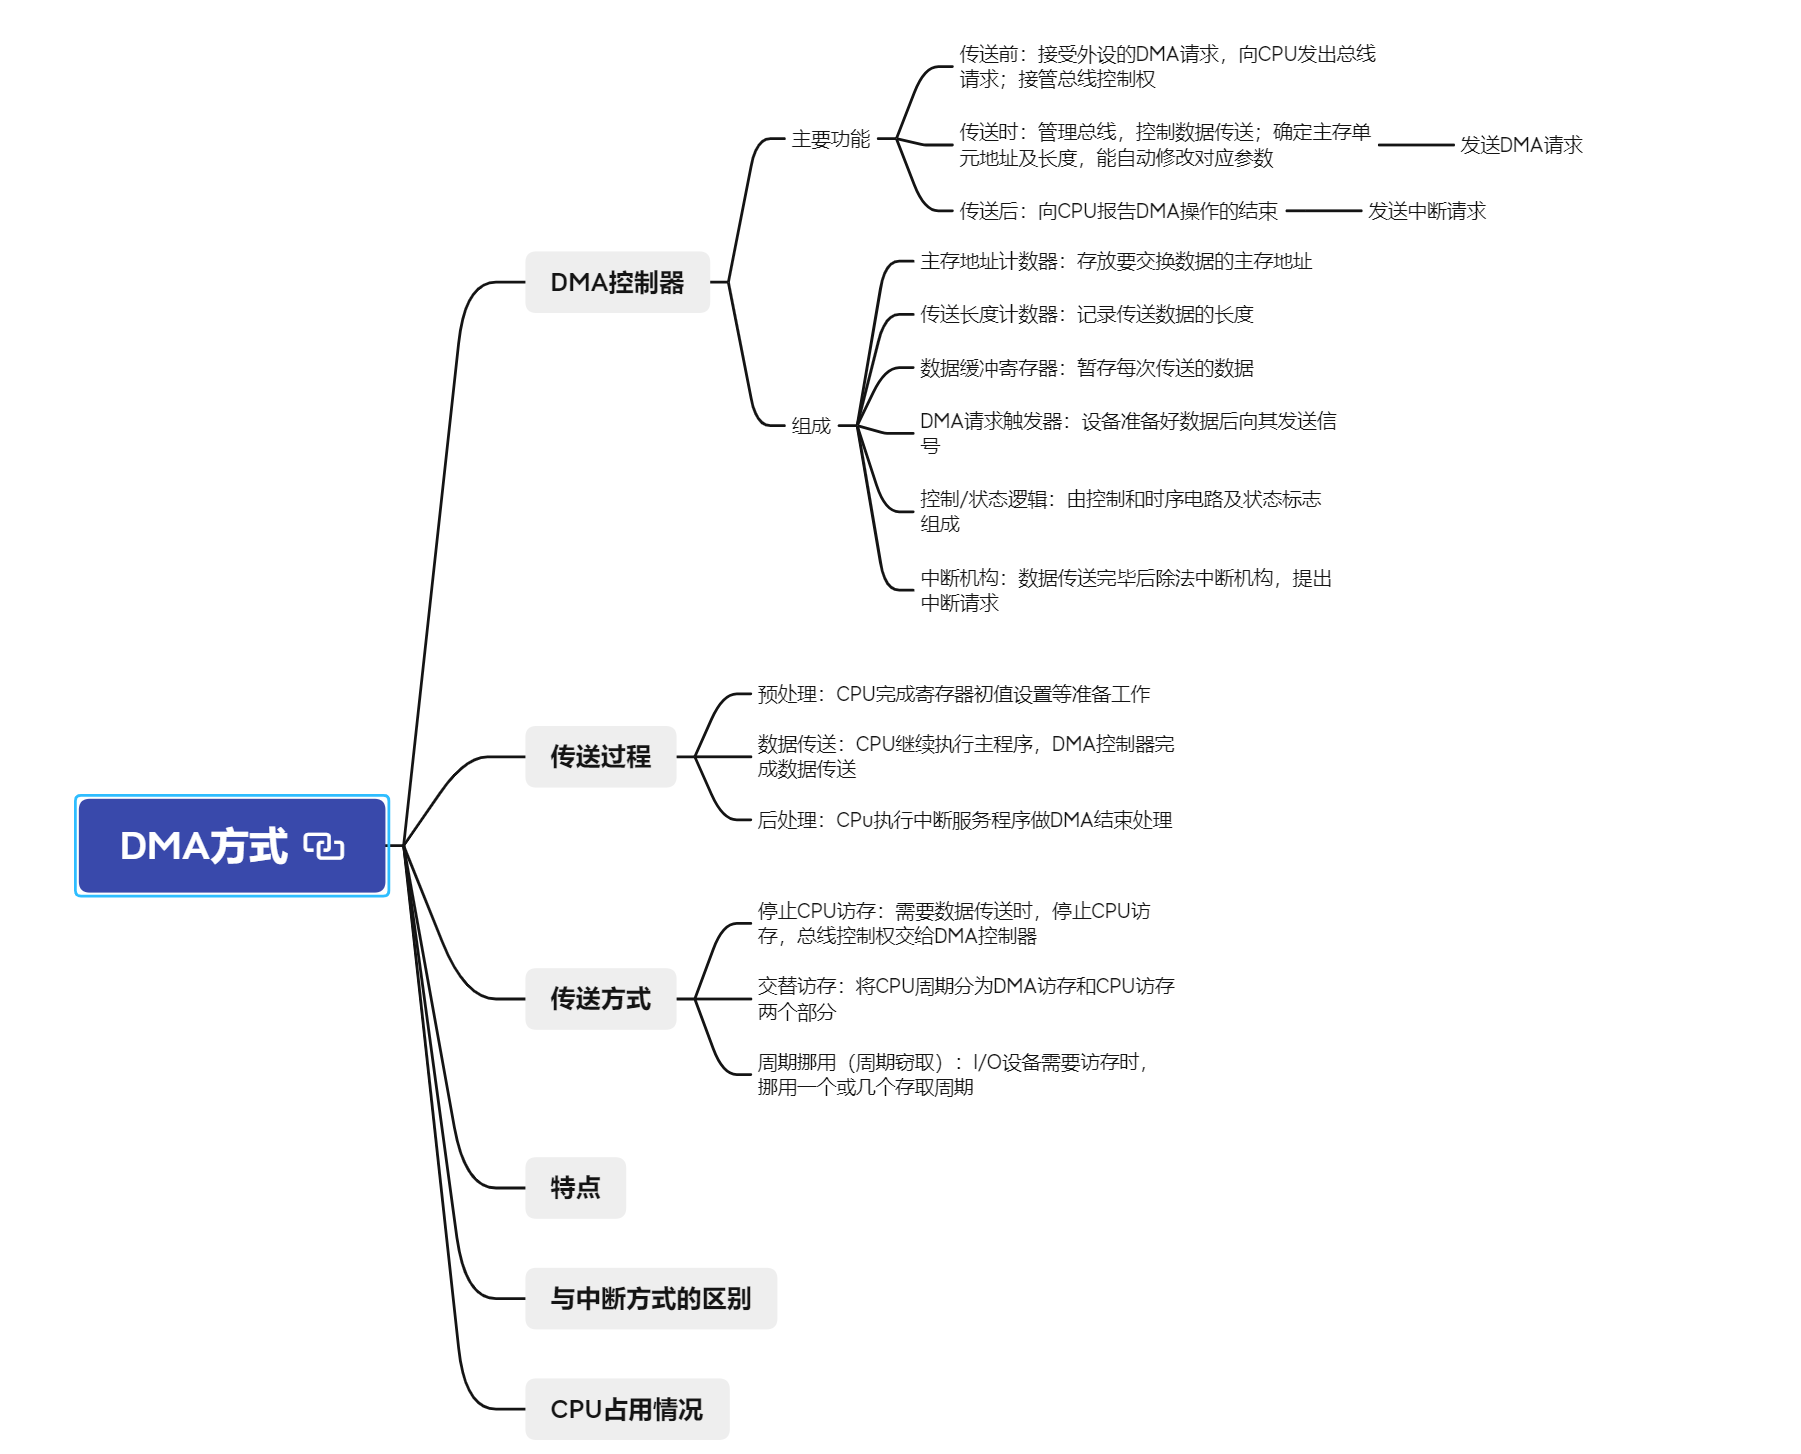 传送前：接受外设的DMA请求，向CPU发出总线
请求；接管总线控制权
主要功能
传送时：管理总线，控制数据传送；确定主存单
元地址及长度，能自动修改对应参数
发送DMA请求
传送后：向CPU报告DMA操作的结束
发送中断请求
DMA控制器
主存地址计数器：存放要交换数据的主存地址
传送长度计数器：记录传送数据的长度
数据缓冲寄存器：暂存每次传送的数据
组成
DMA请求触发器：设备准备好数据后向其发送信
号
控制/状态逻辑：由控制和时序电路及状态标志
组成
中断机构：数据传送完毕后除法中断机构，提出
中断请求
预处理：CPU完成寄存器初值设置等准备工作
传送过程
数据传送：CPU继续执行主程序，DMA控制器完
成数据传送
后处理：CPu执行中断服务程序做DMA结束处理
DMA方式
停止CPU访存：需要数据传送时，停止CPU访
存，总线控制权交给DMA控制器
传送方式
交替访存：将CPU周期分为DMA访存和CPU访存
两个部分
周期挪用（周期窃取）：I/O设备需要访存时，
挪用一个或几个存取周期
特点
与中断方式的区别
CPU占用情况